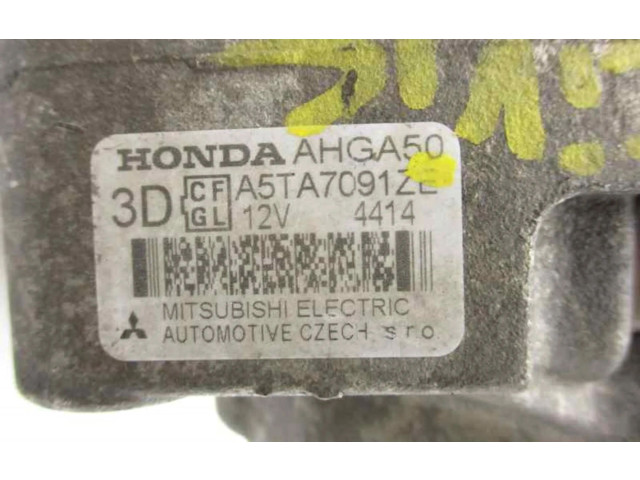 HONDA AHGA50
3D CF GL A5TA7091ZE
12V 4414
MITSUBISHI ELECTRIC
AUTOMOTIVE CZECH s r o